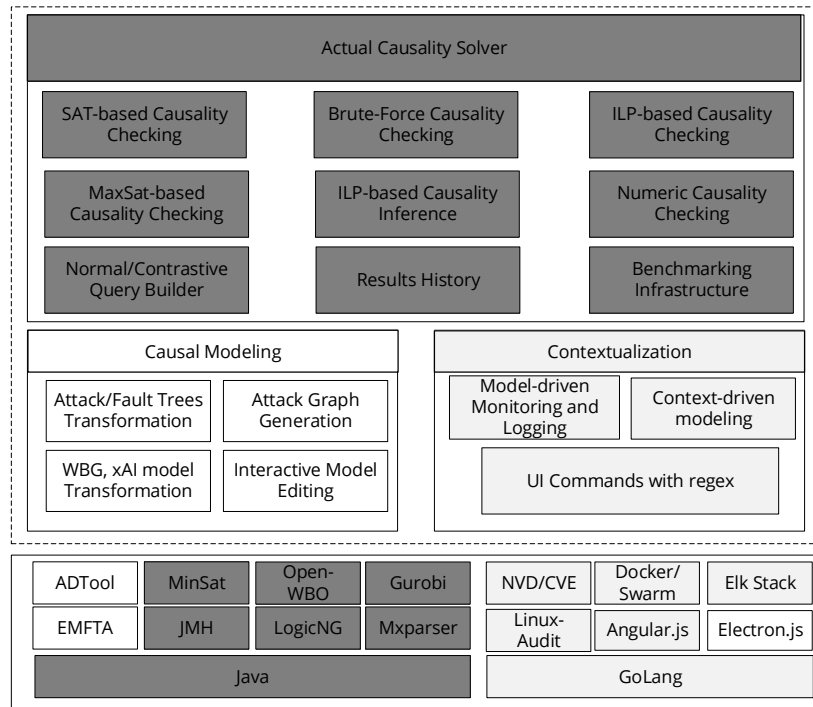 Actual Causality Solver
SAT-based Causality
Checking
Brute-Force Causality
Checking
ILP-based Causality
Checking
MaxSat-based
Causality Checking
ILP-based Causality
Inference
Numeric Causality
Checking
Normal/Contrastive
Query Builder
Results History
Benchmarking
Infrastructure
Causal Modeling
Attack/Fault Trees
Transformation
Attack Graph
Generation
WBG, xAI model
Transformation
Interactive Model
Editing
Contextualization
Model-driven
Monitoring and
Logging
Context-driven
modeling
UI Commands with regex
ADTool
MinSat
Open-
WBO
Gurobi
NVD/CVE
Docker/
Swarm
Elk Stack
EMFTA
JMH
LogicNG
Mxparser
Linux-
Audit
Angular.js
Electron.js
Java
GoLang